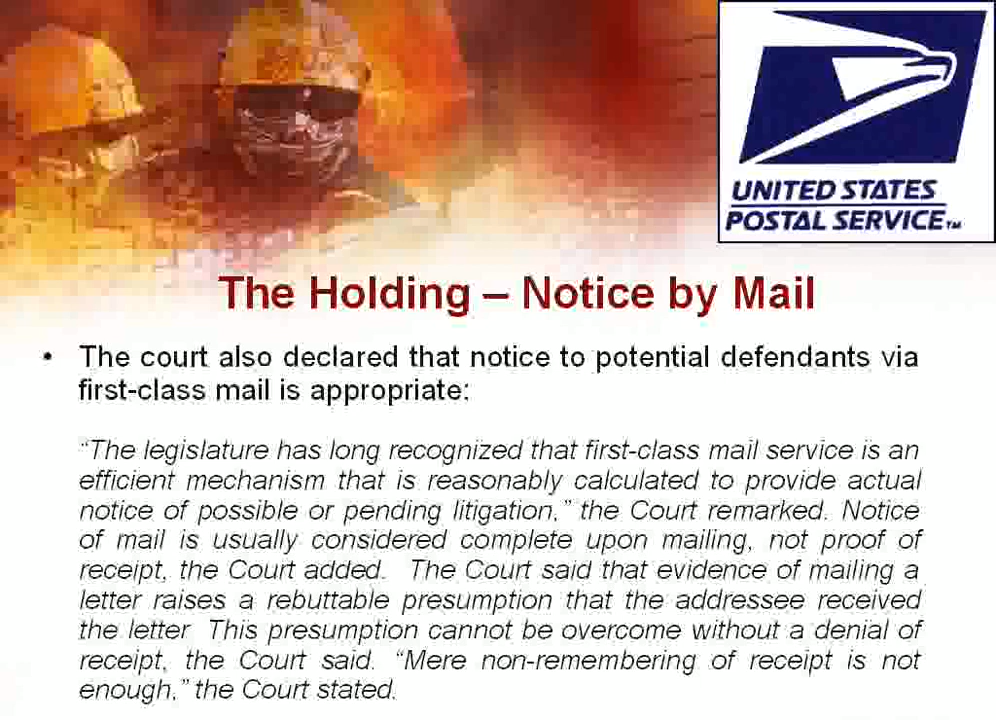 UNITED STATES
POSTAL SERVICE™
The Holding – Notice by Mail
• The court also declared that notice to potential defendants via
first-class mail is appropriate:
“The legislature has long recognized that first-class mail service is an
efficient mechanism that is reasonably calculated to provide actual
notice of possible or pending litigation,” the Court remarked. Notice
of mail is usually considered complete upon mailing, not proof of
receipt, the Court added. The Court said that evidence of mailing a
letter raises a rebuttable presumption that the addressee received
the letter This presumption cannot be overcome without a denial of
receipt, the Court said. “Mere non-remembering of receipt is not
enough,” the Court stated.